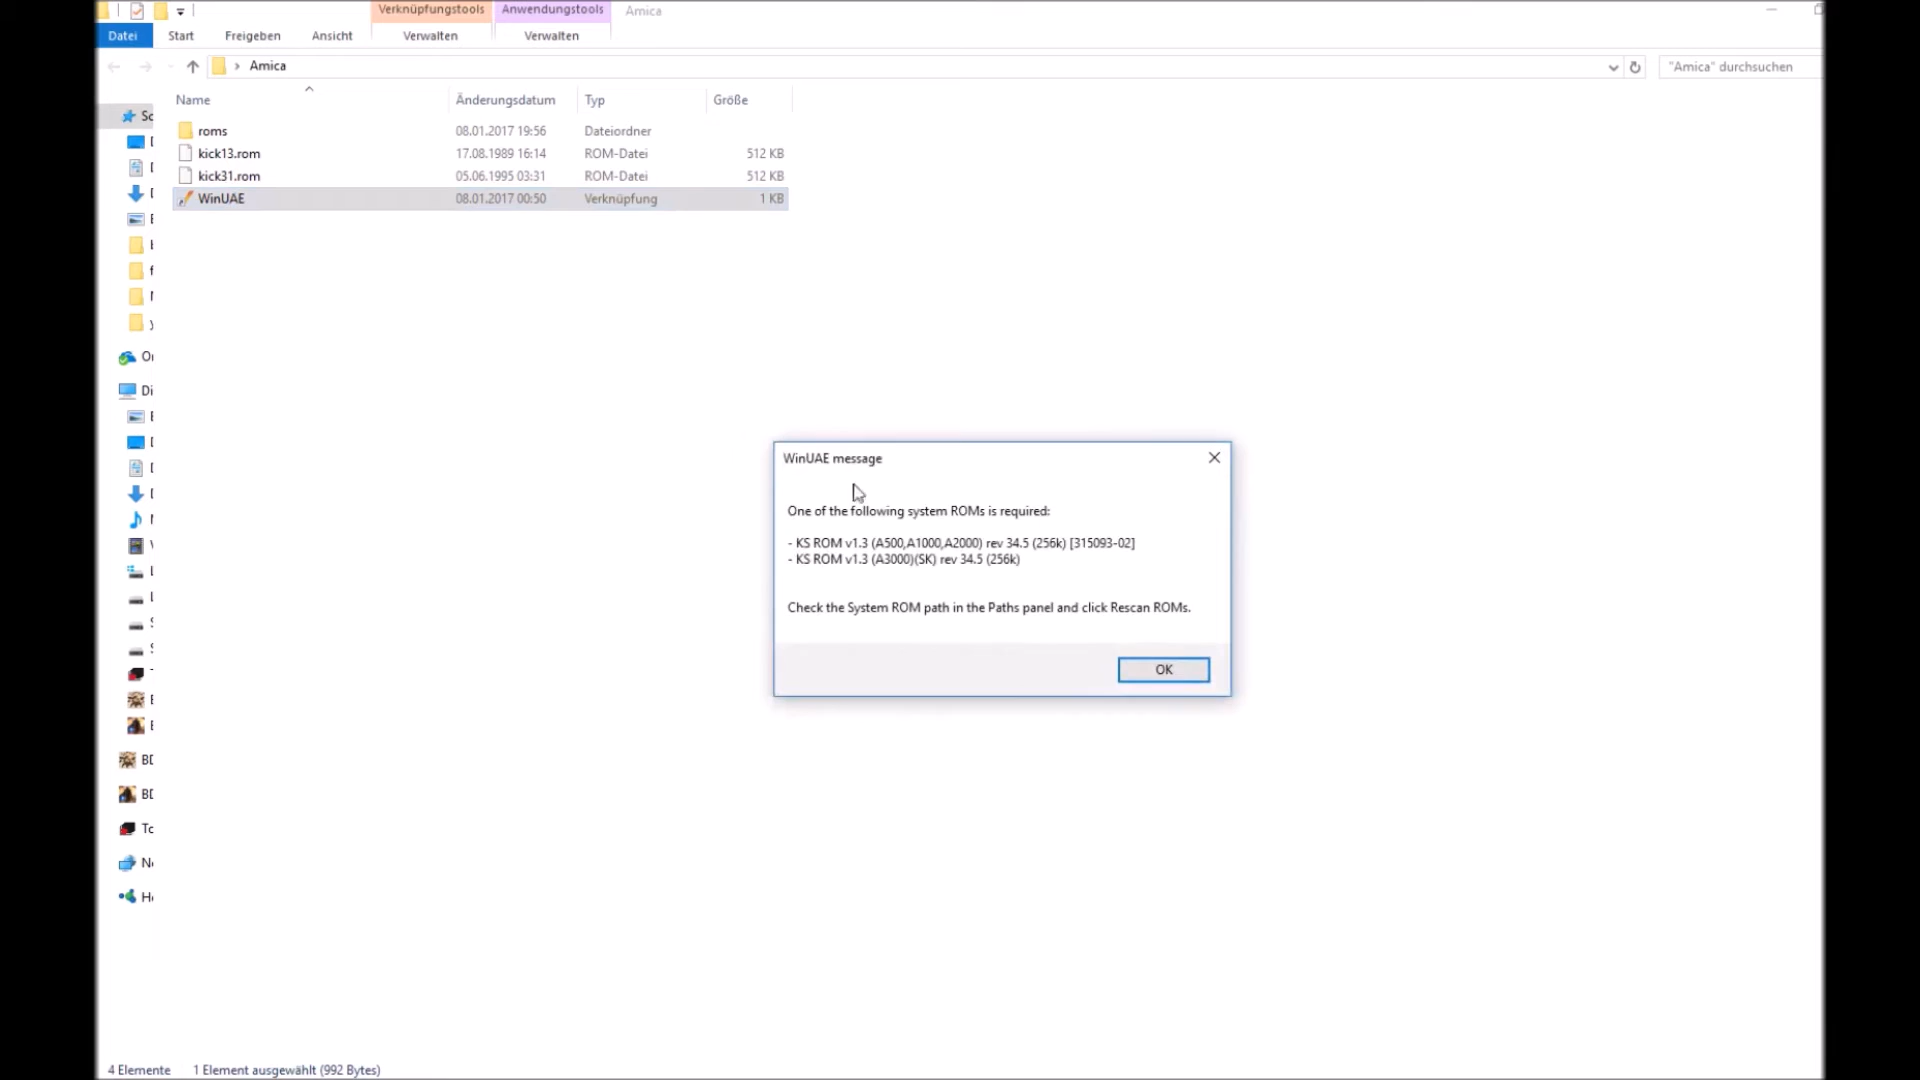 Verknüpfungstools Anwendungstools Amica
Datei Start Freigeben Ansicht Verwalten Verwalten
Amica "Amica" durchsuchen
Name Änderungsdatum Typ Größe
roms 08.01.2017 19:56 Dateiordner
kick13.rom 17.08.1989 16:14 ROM-Datei 512 KB
kick31.rom 05.06.1995 03:31 ROM-Datei 512 KB
WinUAE 08.01.2017 00:50 Verknüpfung 1 KB
WinUAE message
One of the following system ROMs is required:
- KS ROM v1.3 (A500,A1000,A2000) rev 34.5 (256k) [315093-02]
- KS ROM v1.3 (A3000)(SK) rev 34.5 (256k)
Check the System ROM path in the Paths panel and click Rescan ROMs.
OK
Di
4 Elemente 1 Element ausgewählt (992 Bytes)